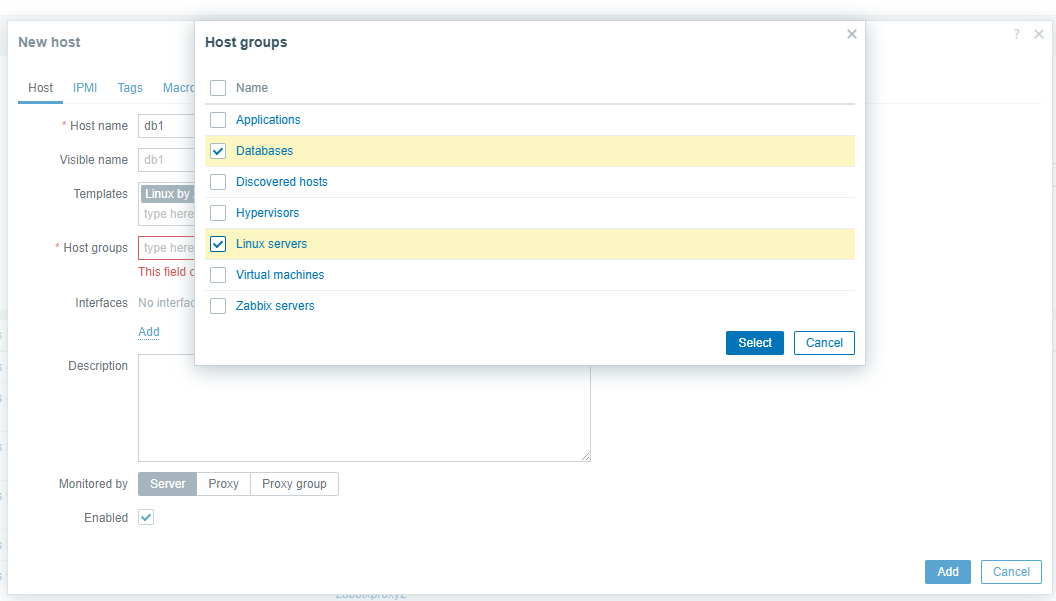 New host
?
Host IPMI Tags Macro
* Host name db1
Visible name db1
Templates Linux by
type here
* Host groups type here
This field c
Interfaces No interfac
Add
Description
Monitored by Server Proxy Proxy group
Enabled
Add Cancel
Host groups
Name
Applications
Databases
Discovered hosts
Hypervisors
Linux servers
Virtual machines
Zabbix servers
Select Cancel